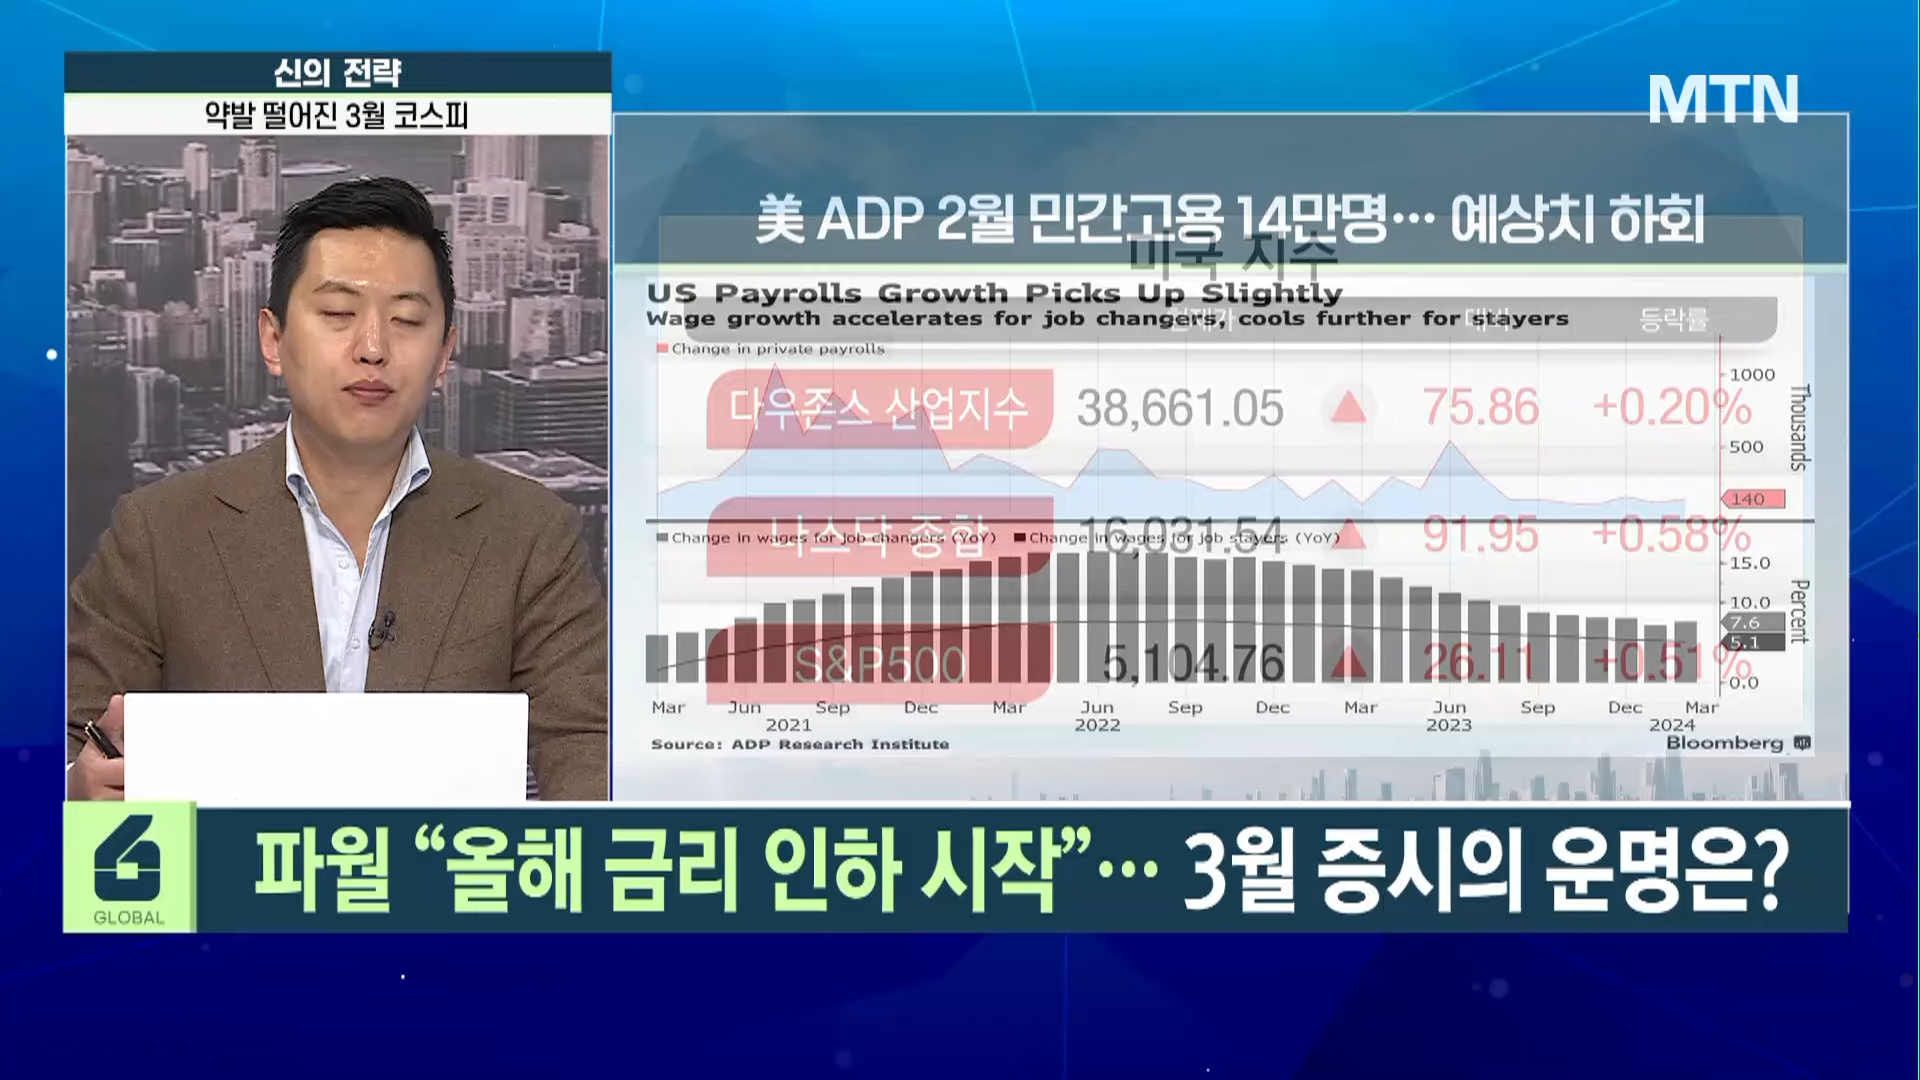 신의 전략
약발 떨어진 3월 코스피
MTN
美 ADP 2월 민간고용 14만명… 예상치 하회
미국 지수
US Payrolls Growth Picks Up Slightly
Wage growth accelerates for job changers, cools further for stayers
현재가 대비 등락률
Change in private payrolls
1000
500
140
0
Thousands
다우존스 산업지수 38,661.05 ▲ 75.86 +0.20%
나스닥 종합 16,031.54 ▲ 91.95 +0.58%
Change in wages for job changers (YoY) Change in wages for job stayers (YoY)
15.0
10.0
7.6
5.1
0.0
Percent
S&P500 5,104.76 ▲ 26.11 +0.51%
Mar Jun Sep Dec Mar Jun Sep Dec Mar Jun Sep Dec Mar
2021 2022 2023 2024
Source: ADP Research Institute
Bloomberg
6 GLOBAL
파월 “올해 금리 인하 시작”… 3월 증시의 운명은?